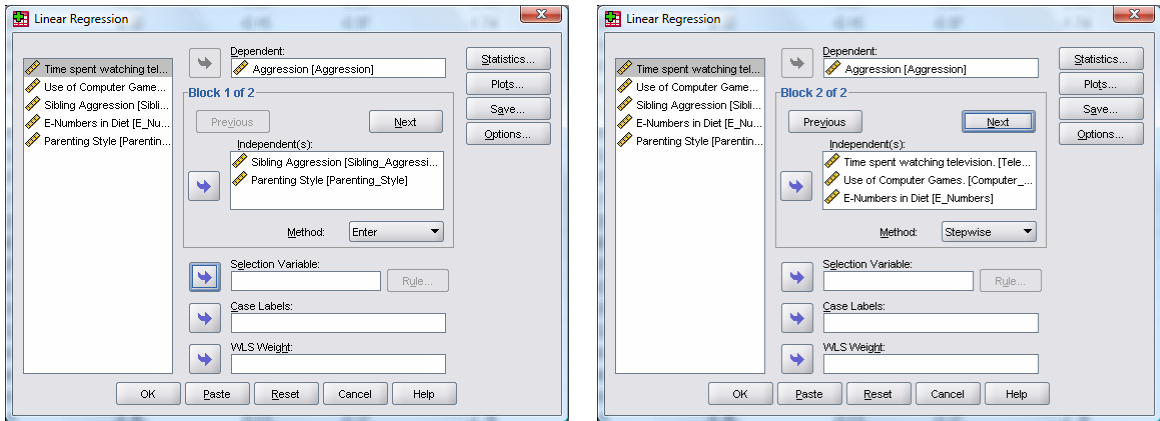 Linear Regression
Dependent:
Aggression [Aggression]
Time spent watching tel...
Use of Computer Game...
Sibling Aggression [Sibli...
E-Numbers in Diet [E_Nu...
Parenting Style [Parentin...
Block 1 of 2
Previous
Next
Independent(s):
Sibling Aggression [Sibling_Aggressi...
Parenting Style [Parenting_Style]
Method:
Enter
Selection Variable:
Rule...
Case Labels:
WLS Weight:
Statistics...
Plots...
Save...
Options...
OK
Paste
Reset
Cancel
Help
Linear Regression
Dependent:
Aggression [Aggression]
Time spent watching tel...
Use of Computer Game...
Sibling Aggression [Sibli...
E-Numbers in Diet [E_Nu...
Parenting Style [Parentin...
Block 2 of 2
Previous
Next
Independent(s):
Time spent watching television. [Tele...
Use of Computer Games. [Computer_...
E-Numbers in Diet [E_Numbers]
Method:
Stepwise
Selection Variable:
Rule...
Case Labels:
WLS Weight:
Statistics...
Plots...
Save...
Options...
OK
Paste
Reset
Cancel
Help